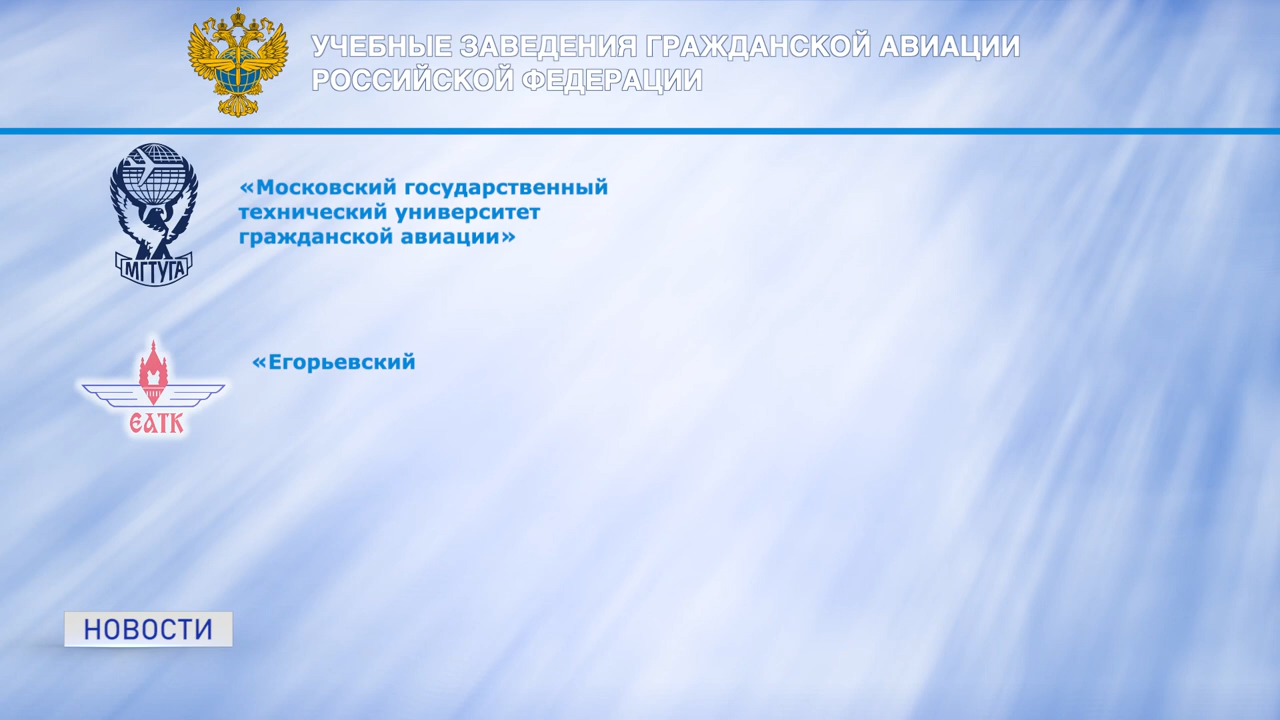 УЧЕБНЫЕ ЗАВЕДЕНИЯ ГРАЖДАНСКОЙ АВИАЦИИ
РОССИЙСКОЙ ФЕДЕРАЦИИ
«Московский государственный
технический университет
гражданской авиации»
МГТУГА
«Егорьевский
ЕАТК
НОВОСТИ